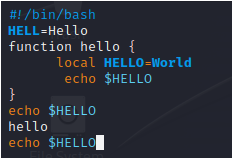 #!/bin/bash
HELL=Hello
function hello {
local HELLO=World
echo $HELLO
}
echo $HELLO
hello
echo $HELLO